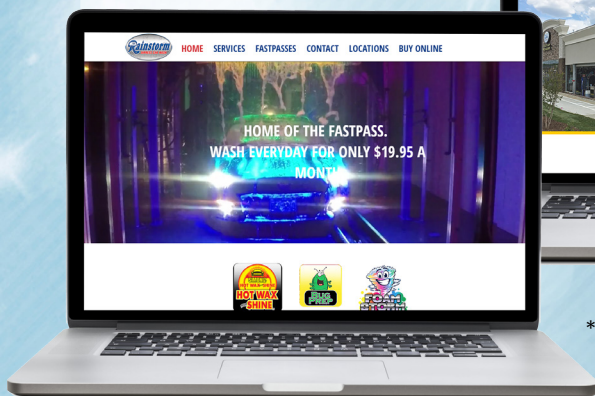 Rainstorm
HOME SERVICES FASTPASSES CONTACT LOCATIONS BUY ONLINE
HOME OF THE FASTPASS.
WASH EVERYDAY FOR ONLY $19.95 A
HOT WAX
SHINE
BUG
PREP
FOAM
*